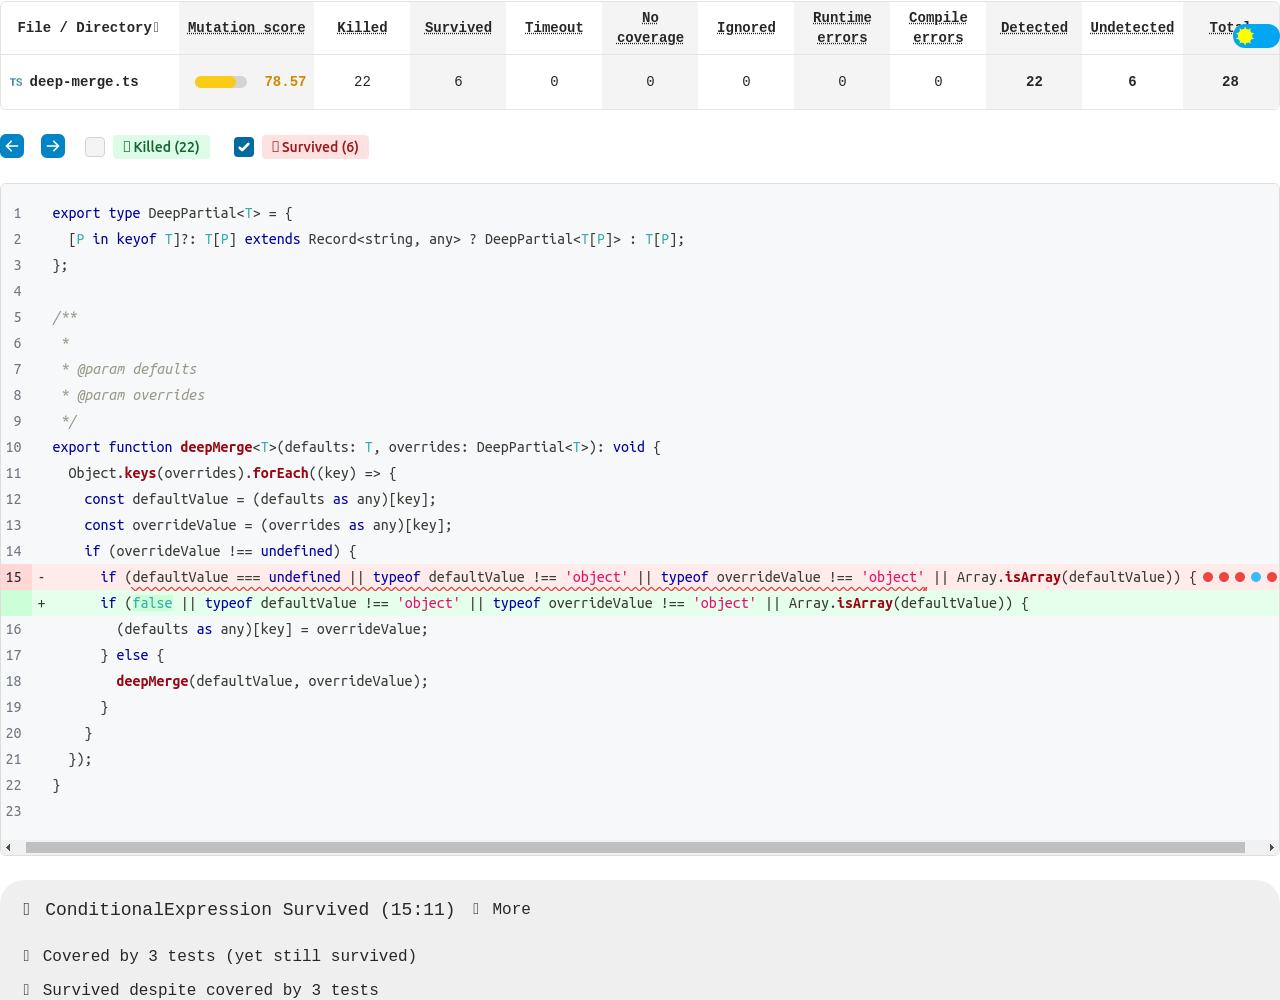 File / Directory Mutation score Killed Survived Timeout No coverage Ignored Runtime errors Compile errors Detected Undetected
TS deep-merge.ts 78.57 22 6 0 0 0 0 0 22 6 28
Killed (22) Survived (6)
1 export type DeepPartial<T> = {
2 [P in keyof T]?: T[P] extends Record<string, any> ? DeepPartial<T[P]> : T[P];
3 };
4
5 /**
6 *
7 * @param defaults
8 * @param overrides
9 */
10 export function deepMerge<T>(defaults: T, overrides: DeepPartial<T>): void {
11 Object.keys(overrides).forEach((key) => {
12 const defaultValue = (defaults as any)[key];
13 const overrideValue = (overrides as any)[key];
14 if (overrideValue !== undefined) {
15 - if (defaultValue === undefined || typeof defaultValue !== 'object' || typeof overrideValue !== 'object' || Array.isArray(defaultValue)) {
+ if (false || typeof defaultValue !== 'object' || typeof overrideValue !== 'object' || Array.isArray(defaultValue)) {
16 (defaults as any)[key] = overrideValue;
17 } else {
18 deepMerge(defaultValue, overrideValue);
19 }
20 }
21 });
22 }
23
ConditionalExpression Survived (15:11) More
Covered by 3 tests (yet still survived)
Survived despite covered by 3 tests